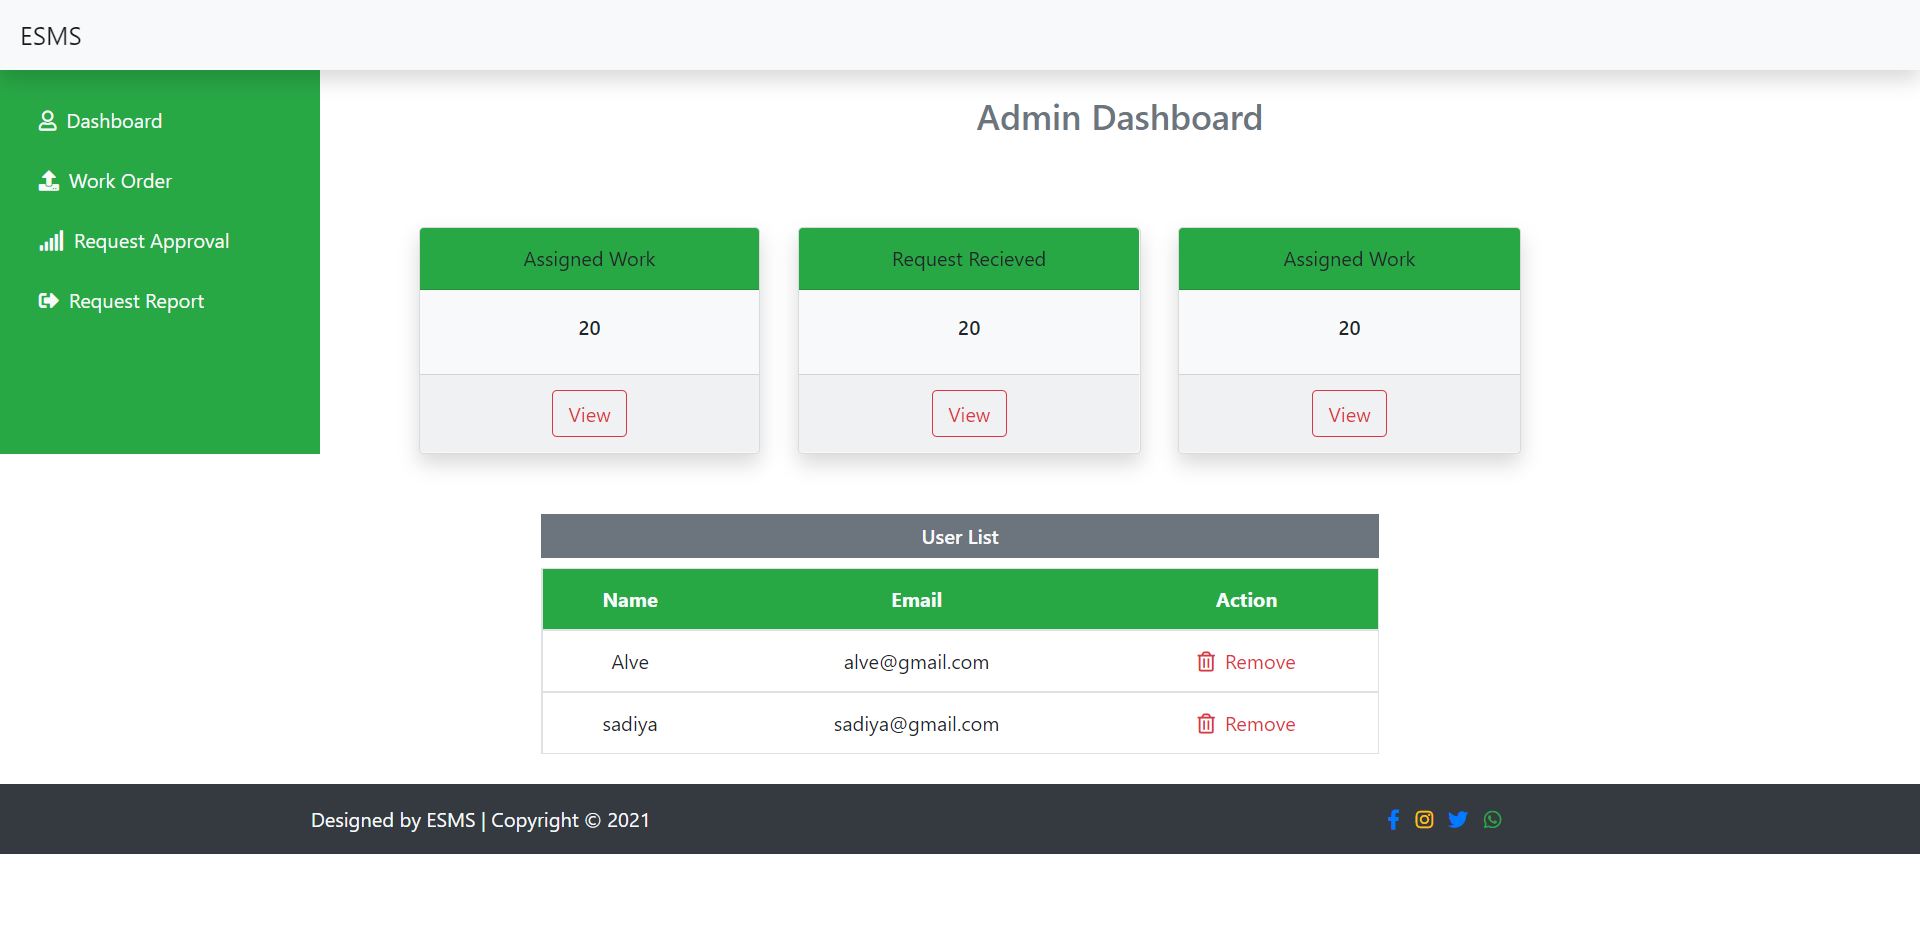 ESMS
Dashboard
Work Order
Request Approval
Request Report
Admin Dashboard
Assigned Work
20
View
Request Recieved
20
View
Assigned Work
20
View
User List
Name Email Action
Alve alve@gmail.com Remove
sadiya sadiya@gmail.com Remove
Designed by ESMS | Copyright © 2021